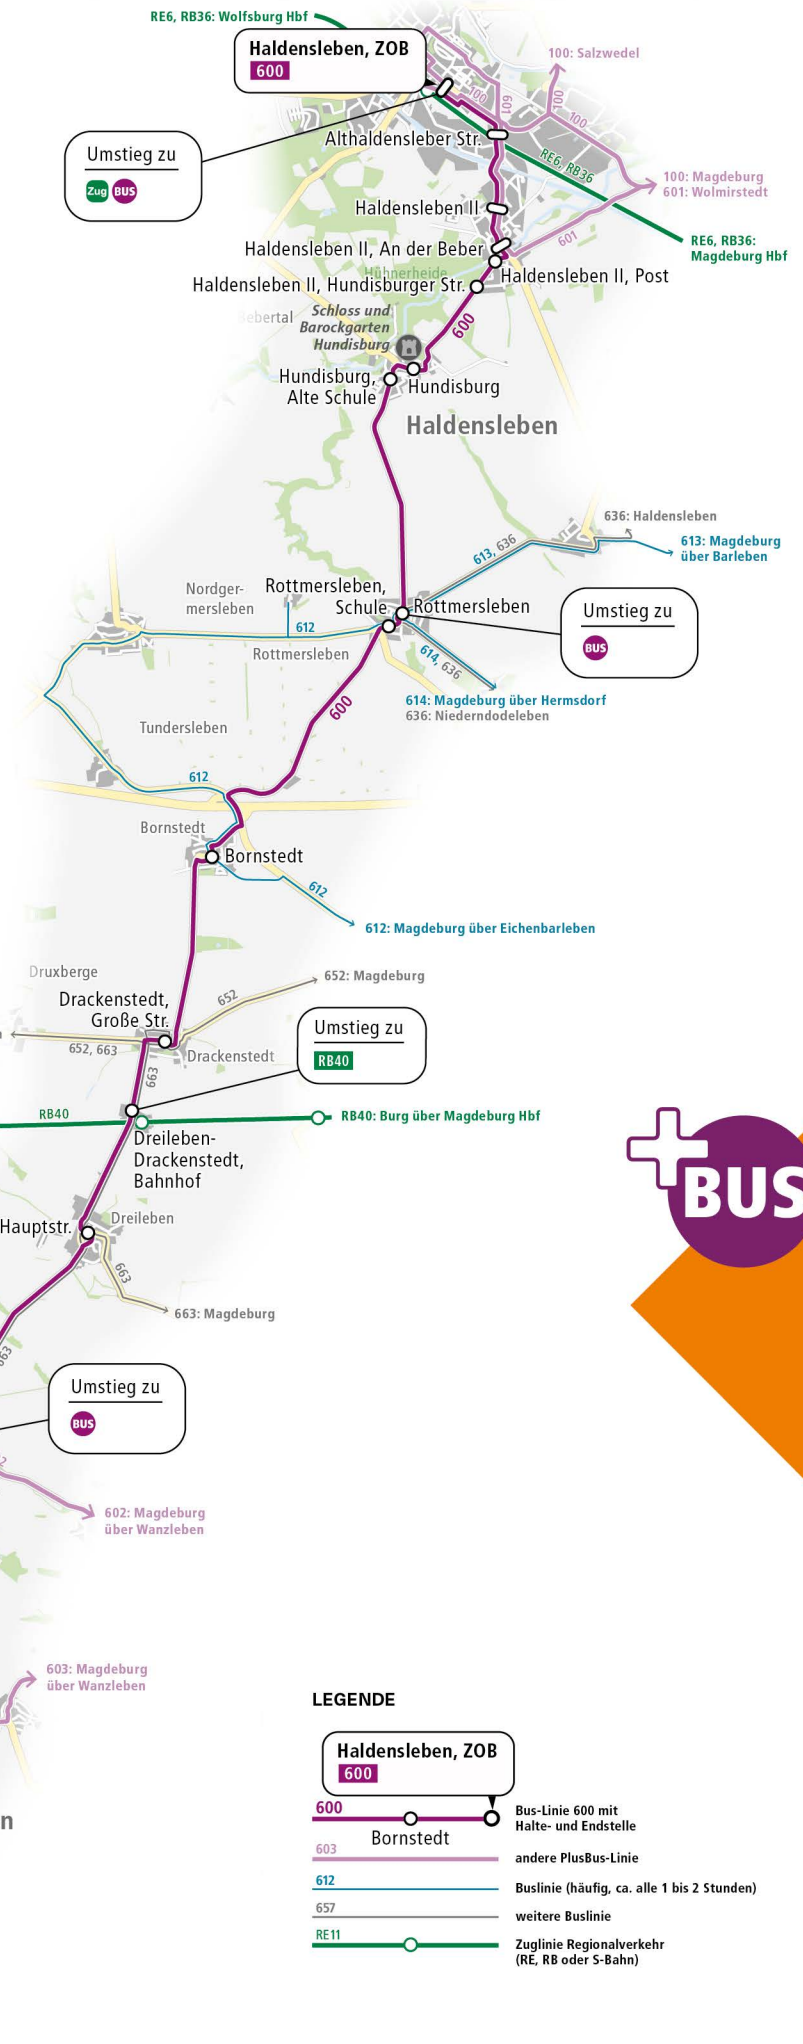 RE6, RB36: Wolfsburg Hbf
Haldensleben, ZOB
600
100: Salzwedel
100
601
100
100
Umstieg zu
Zug BUS
Althaldensleber Str.
RE6, RB36
100: Magdeburg
601: Wolmirstedt
Haldensleben II
601
RE6, RB36:
Magdeburg Hbf
Haldensleben II, An der Beber
Hühnerheide
Haldensleben II, Post
Haldensleben II, Hundisburger Str.
Schloss und
Barockgarten
Hundisburg
600
Hundisburg,
Alte Schule
Hundisburg
Haldensleben
636: Haldensleben
613: Magdeburg
über Barleben
613, 636
Nordger-
mersleben
Rottmersleben,
Schule
Rottmersleben
Umstieg zu
BUS
612
Rottmersleben
614, 636
614: Magdeburg über Hermsdorf
636: Niederndodeleben
600
Tundersleben
612
Bornstedt
Bornstedt
612
612: Magdeburg über Eichenbarleben
Druxberge
652: Magdeburg
Drackenstedt,
Große Str.
652
652, 663
Drackenstedt
663
Umstieg zu
RB40
RB40
RB40: Burg über Magdeburg Hbf
Dreileben-
Drackenstedt,
Bahnhof
BUS
Hauptstr.
Dreileben
663
663: Magdeburg
663
Umstieg zu
BUS
602: Magdeburg
über Wanzleben
603: Magdeburg
über Wanzleben
n
LEGENDE
Haldensleben, ZOB
600
600
Bornstedt
Bus-Linie 600 mit
Halte- und Endstelle
603
andere PlusBus-Linie
612
Buslinie (häufig, ca. alle 1 bis 2 Stunden)
657
weitere Buslinie
RE11
Zuglinie Regionalverkehr
(RE, RB oder S-Bahn)